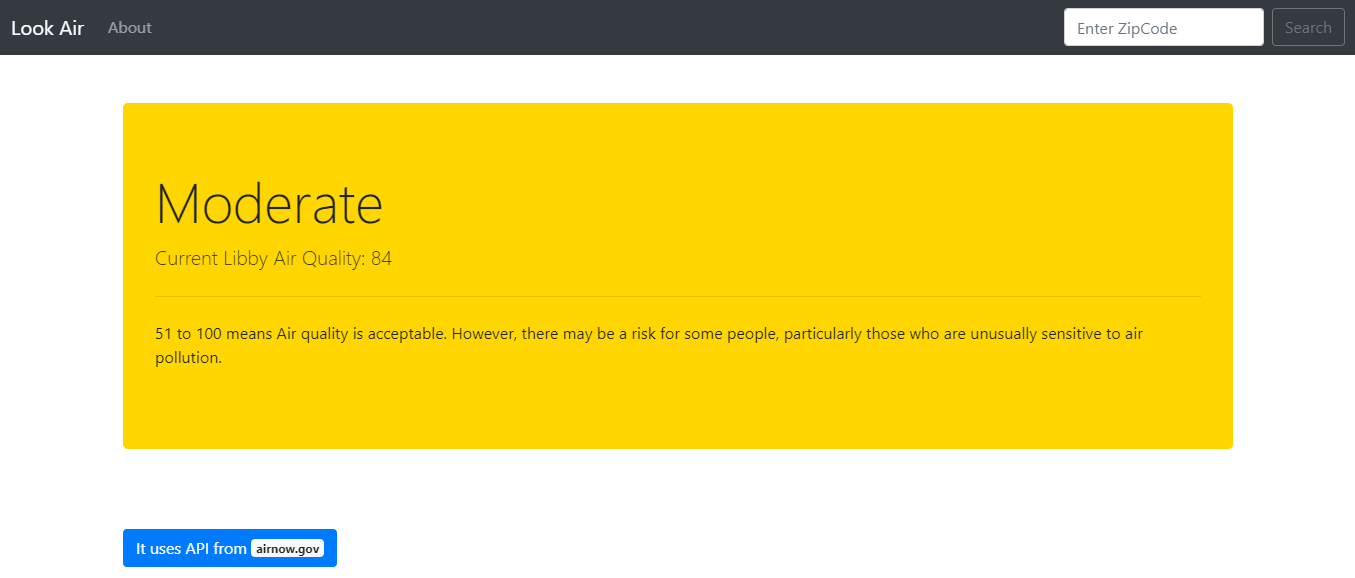 Look Air About Enter ZipCode Search
Moderate
Current Libby Air Quality: 84
51 to 100 means Air quality is acceptable. However, there may be a risk for some people, particularly those who are unusually sensitive to air
pollution.
It uses API from airnow.gov